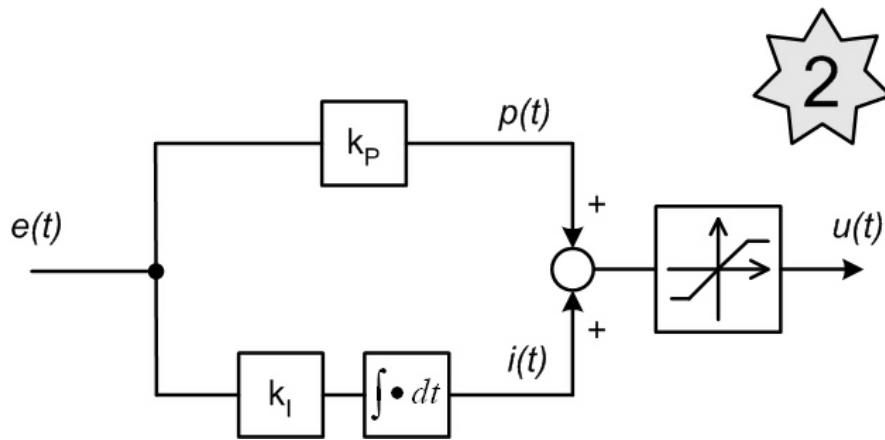 2
p(t)
k_P
+
e(t)
u(t)
+
i(t)
k_I
∫ • dt